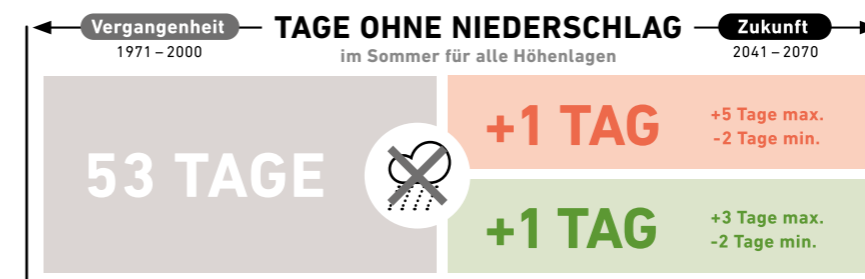 Vergangenheit
1971 – 2000
TAGE OHNE NIEDERSCHLAG
im Sommer für alle Höhenlagen
Zukunft
2041 – 2070
53 TAGE
+1 TAG
+5 Tage max.
-2 Tage min.
+1 TAG
+3 Tage max.
-2 Tage min.